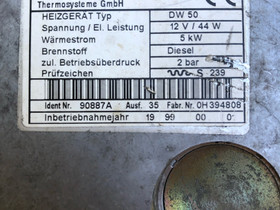 Thermosysteme GmbH
HEIZGERÄT Typ DW 50
Spannung / El. Leistung 12 V / 44 W
Wärmestrom 5 kW
Brennstoff Diesel
zul. Betriebsüberdruck 2 bar
Prüfzeichen S 239
Ident Nr. 90887A Ausf. 35 Fabr. Nr. 0H394808
Inbetriebnahmejahr 19 99 00 0